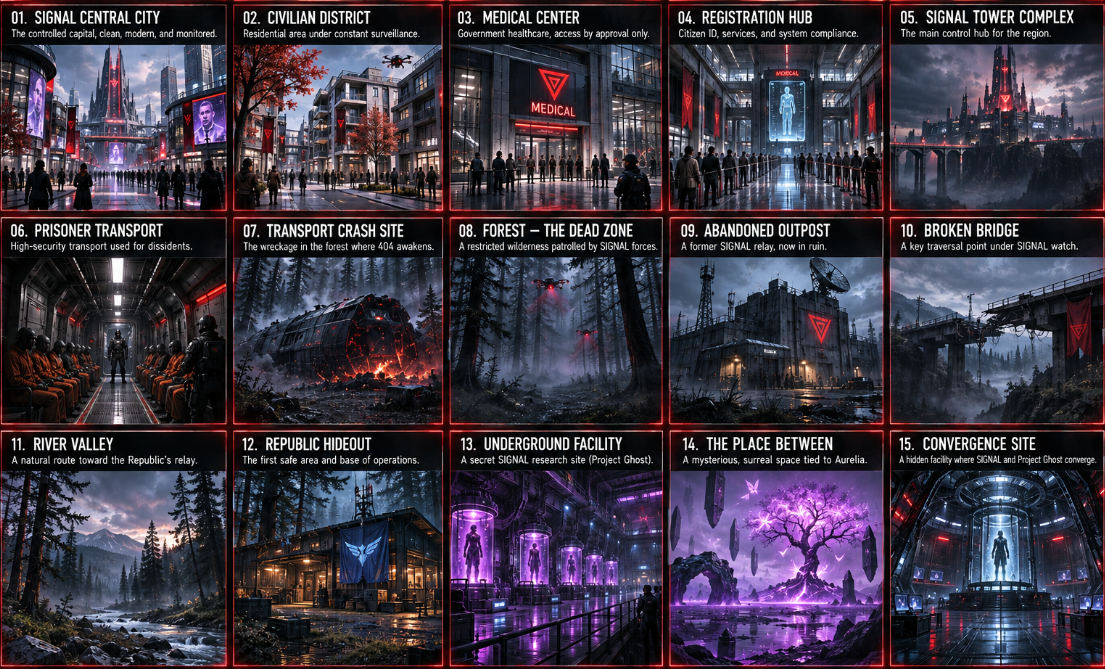 01. SIGNAL CENTRAL CITY
The controlled capital, clean, modern, and monitored.
02. CIVILIAN DISTRICT
Residential area under constant surveillance.
03. MEDICAL CENTER
Government healthcare, access by approval only.
MEDICAL
04. REGISTRATION HUB
Citizen ID, services, and system compliance.
MEDICAL
05. SIGNAL TOWER COMPLEX
The main control hub for the region.
06. PRISONER TRANSPORT
High-security transport used for dissidents.
07. TRANSPORT CRASH SITE
The wreckage in the forest where 404 awakens.
08. FOREST – THE DEAD ZONE
A restricted wilderness patrolled by SIGNAL forces.
09. ABANDONED OUTPOST
A former SIGNAL relay, now in ruin.
10. BROKEN BRIDGE
A key traversal point under SIGNAL watch.
11. RIVER VALLEY
A natural route toward the Republic's relay.
12. REPUBLIC HIDEOUT
The first safe area and base of operations.
13. UNDERGROUND FACILITY
A secret SIGNAL research site (Project Ghost).
14. THE PLACE BETWEEN
A mysterious, surreal space tied to Aurelia.
15. CONVERGENCE SITE
A hidden facility where SIGNAL and Project Ghost converge.